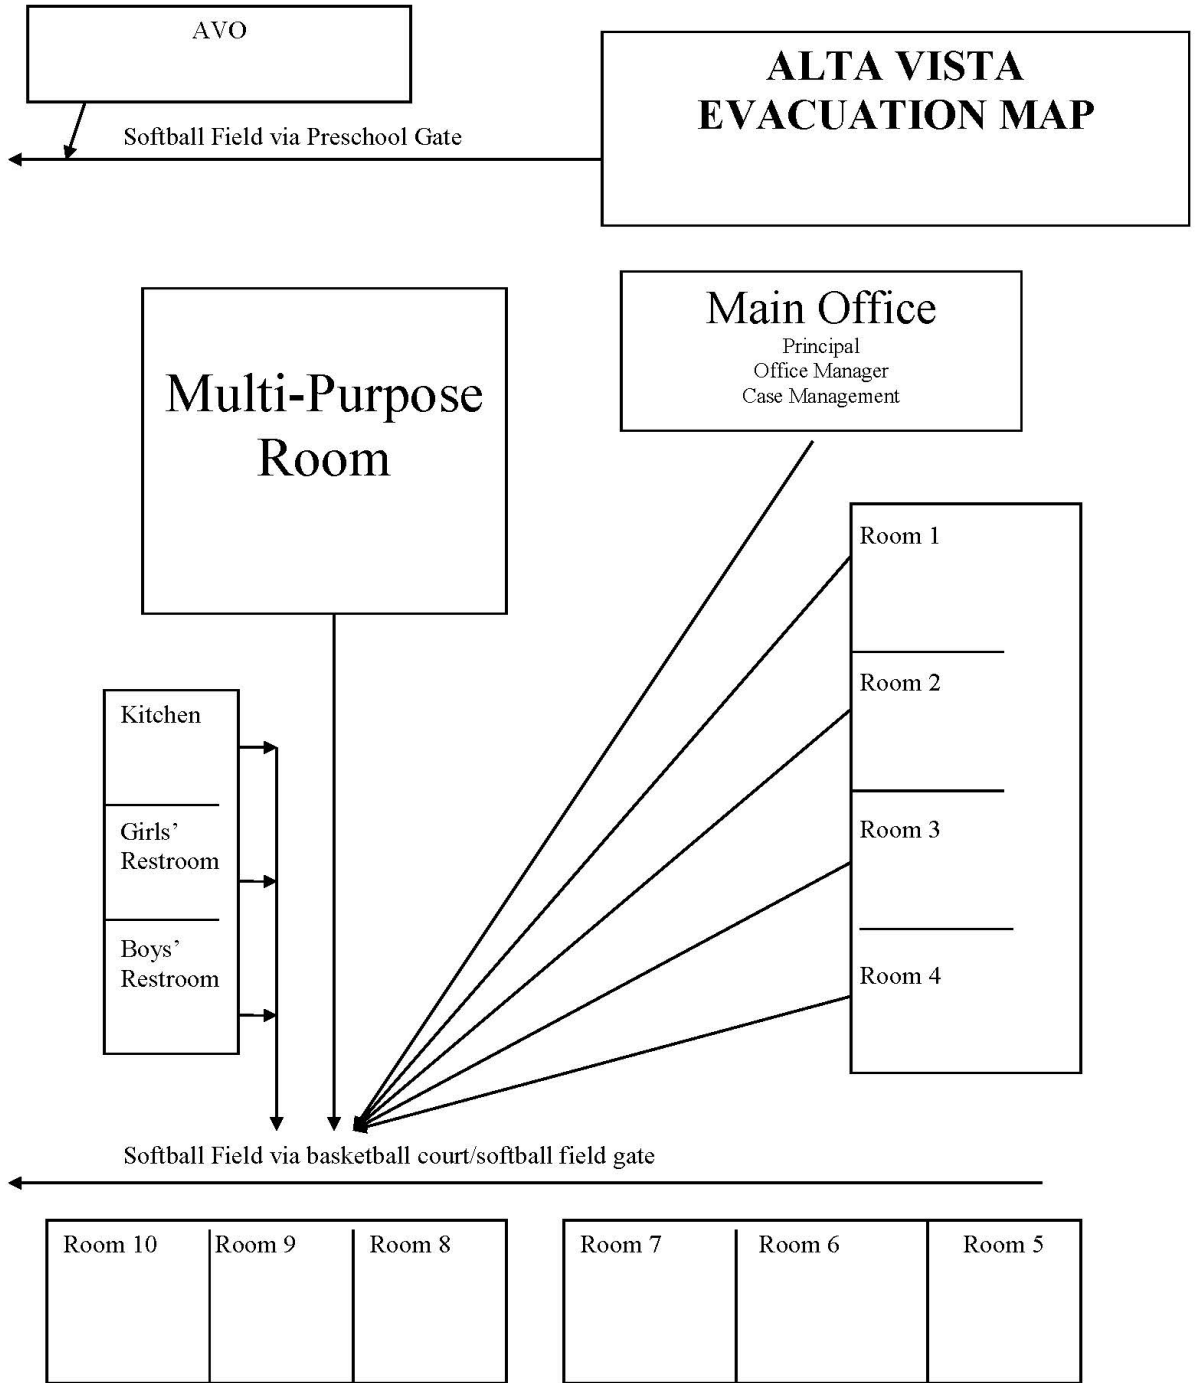 AVO
ALTA VISTA
EVACUATION MAP
Softball Field via Preschool Gate
Main Office
Principal
Office Manager
Case Management
Multi-Purpose
Room
Room 1
Room 2
Room 3
Room 4
Kitchen
Girls’
Restroom
Boys’
Restroom
Softball Field via basketball court/softball field gate
Room 10
Room 9
Room 8
Room 7
Room 6
Room 5